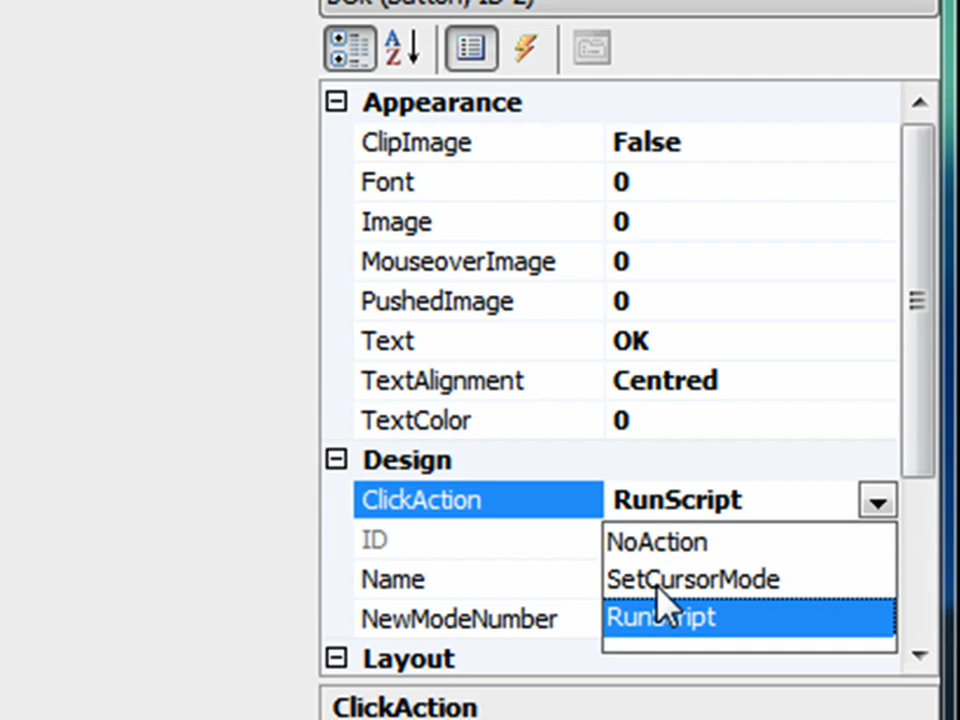 Appearance
ClipImage False
Font 0
Image 0
MouseoverImage 0
PushedImage 0
Text OK
TextAlignment Centred
TextColor 0
Design
ClickAction RunScript
ID NoAction
Name SetCursorMode
NewModeNumber RunScript
Layout
ClickAction